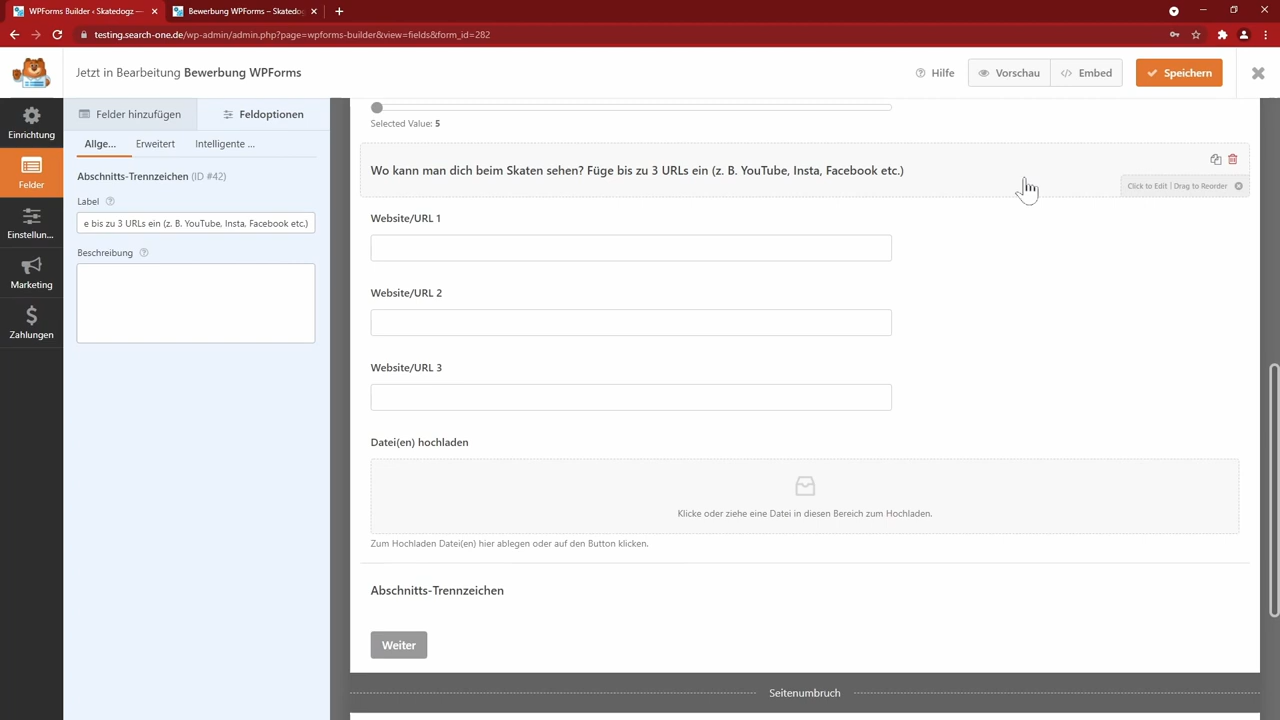 WPForms Builder ‹ Skatedogz —
Bewerbung WPForms – Skatedog
testing.search-one.de/wp-admin/admin.php?page=wpforms-builder&view=fields&form_id=282
Jetzt in Bearbeitung Bewerbung WPForms
Hilfe
Vorschau
Embed
Speichern
Einrichtung
Felder
Einstellun...
Marketing
Zahlungen
Felder hinzufügen
Feldoptionen
Allge...
Erweitert
Intelligente ...
Abschnitts-Trennzeichen (ID #42)
Label
e bis zu 3 URLs ein (z. B. YouTube, Insta, Facebook etc.)
Beschreibung
Selected Value: 5
Wo kann man dich beim Skaten sehen? Füge bis zu 3 URLs ein (z. B. YouTube, Insta, Facebook etc.)
Click to Edit | Drag to Reorder
Website/URL 1
Website/URL 2
Website/URL 3
Datei(en) hochladen
Klicke oder ziehe eine Datei in diesen Bereich zum Hochladen.
Zum Hochladen Datei(en) hier ablegen oder auf den Button klicken.
Abschnitts-Trennzeichen
Weiter
Seitenumbruch